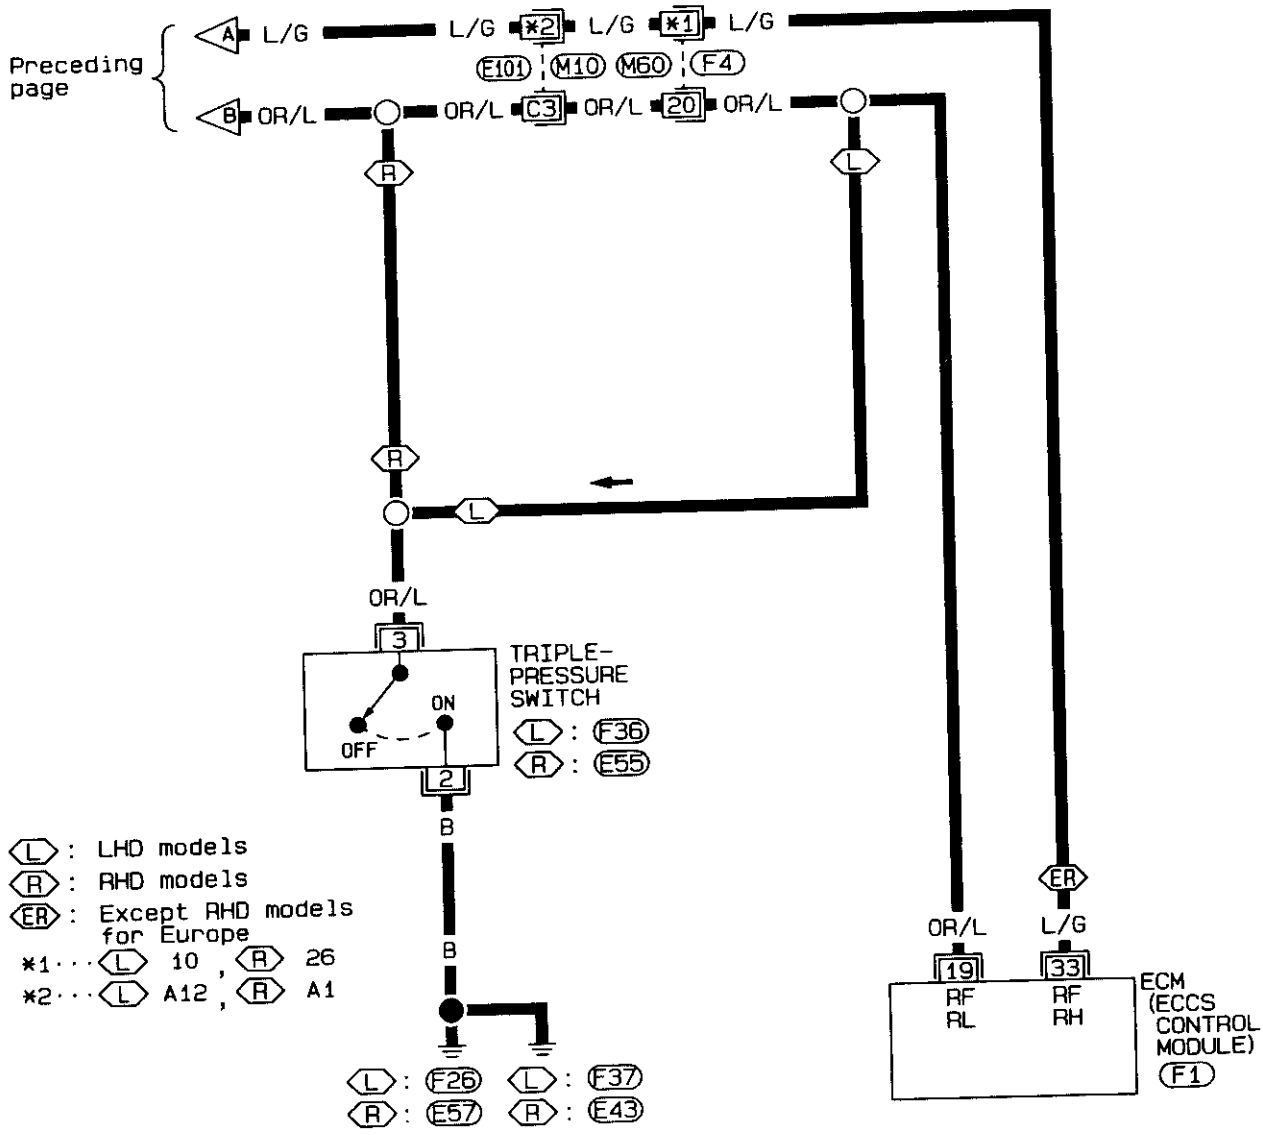 A L/G L/G *2 L/G *1 L/G
Preceding
page
E101 M10 M60 F4
B OR/L OR/L C3 OR/L 20 OR/L
R
L
R
L
OR/L
3
TRIPLE-
PRESSURE
SWITCH
ON
OFF
L : F36
R : E55
2
B
L : LHD models
R : RHD models
ER : Except RHD models
for Europe
*1··· L 10 , R 26
*2··· L A12 , R A1
B
ER
OR/L L/G
19 33
RF RF
RL RH
ECM
(ECCS
CONTROL
MODULE)
F1
L : F26 L : F37
R : E57 R : E43